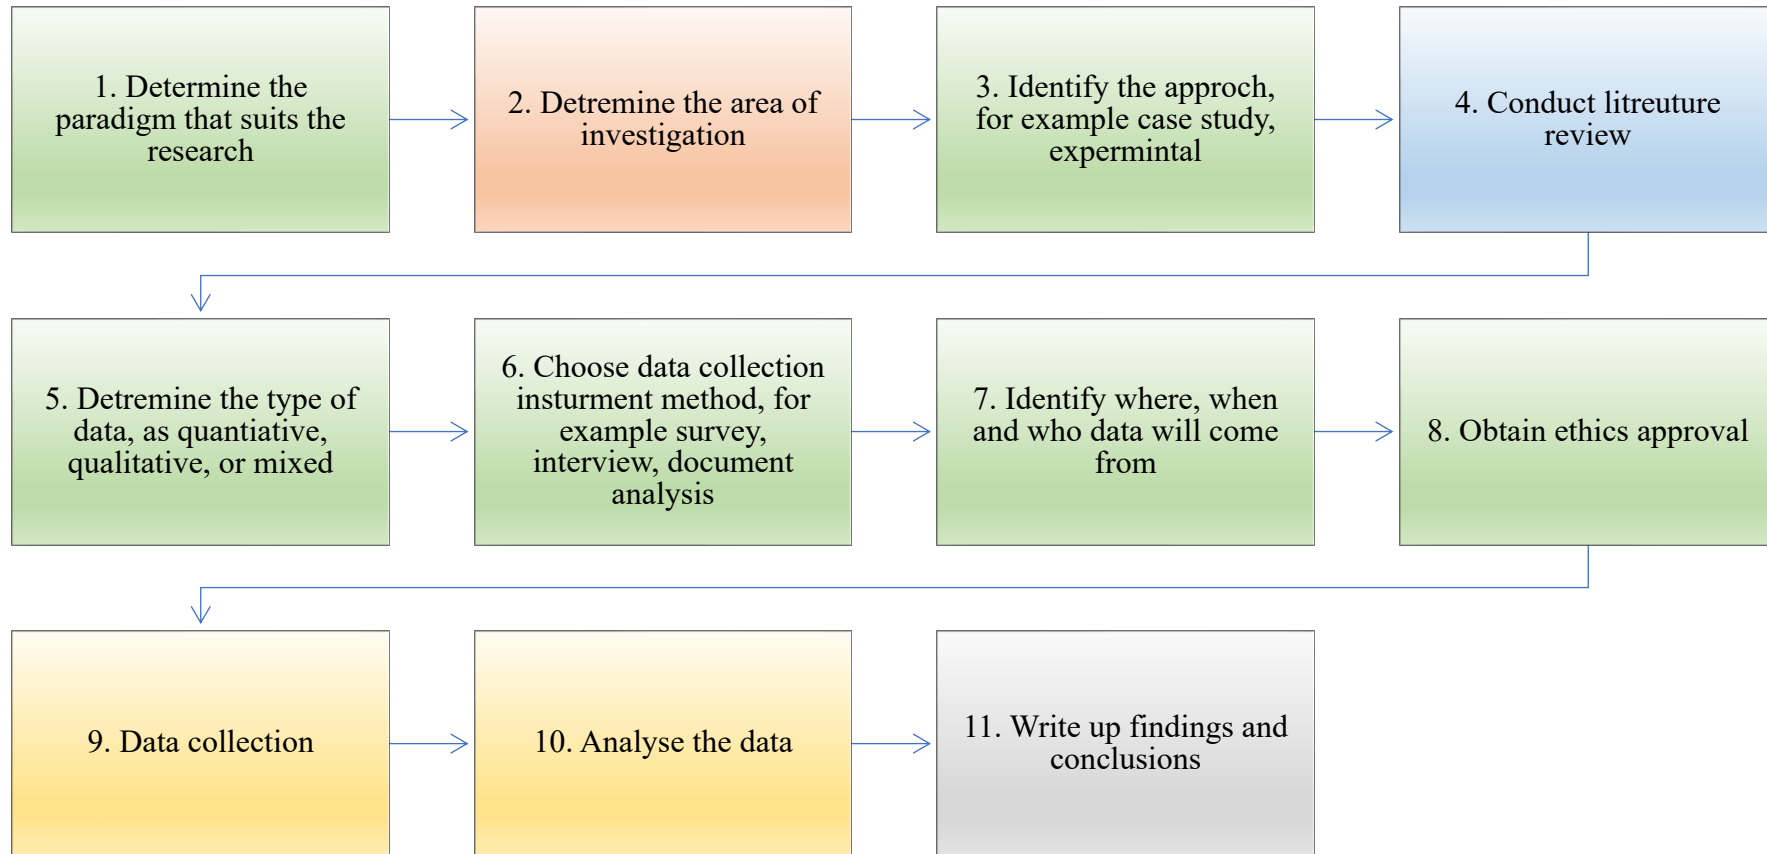 1. Determine the
paradigm that suits the
research
2. Detremine the area of
investigation
3. Identify the approch,
for example case study,
expermintal
4. Conduct litreuture
review
5. Detremine the type of
data, as quantiative,
qualitative, or mixed
6. Choose data collection
insturment method, for
example survey,
interview, document
analysis
7. Identify where, when
and who data will come
from
8. Obtain ethics approval
9. Data collection
10. Analyse the data
11. Write up findings and
conclusions